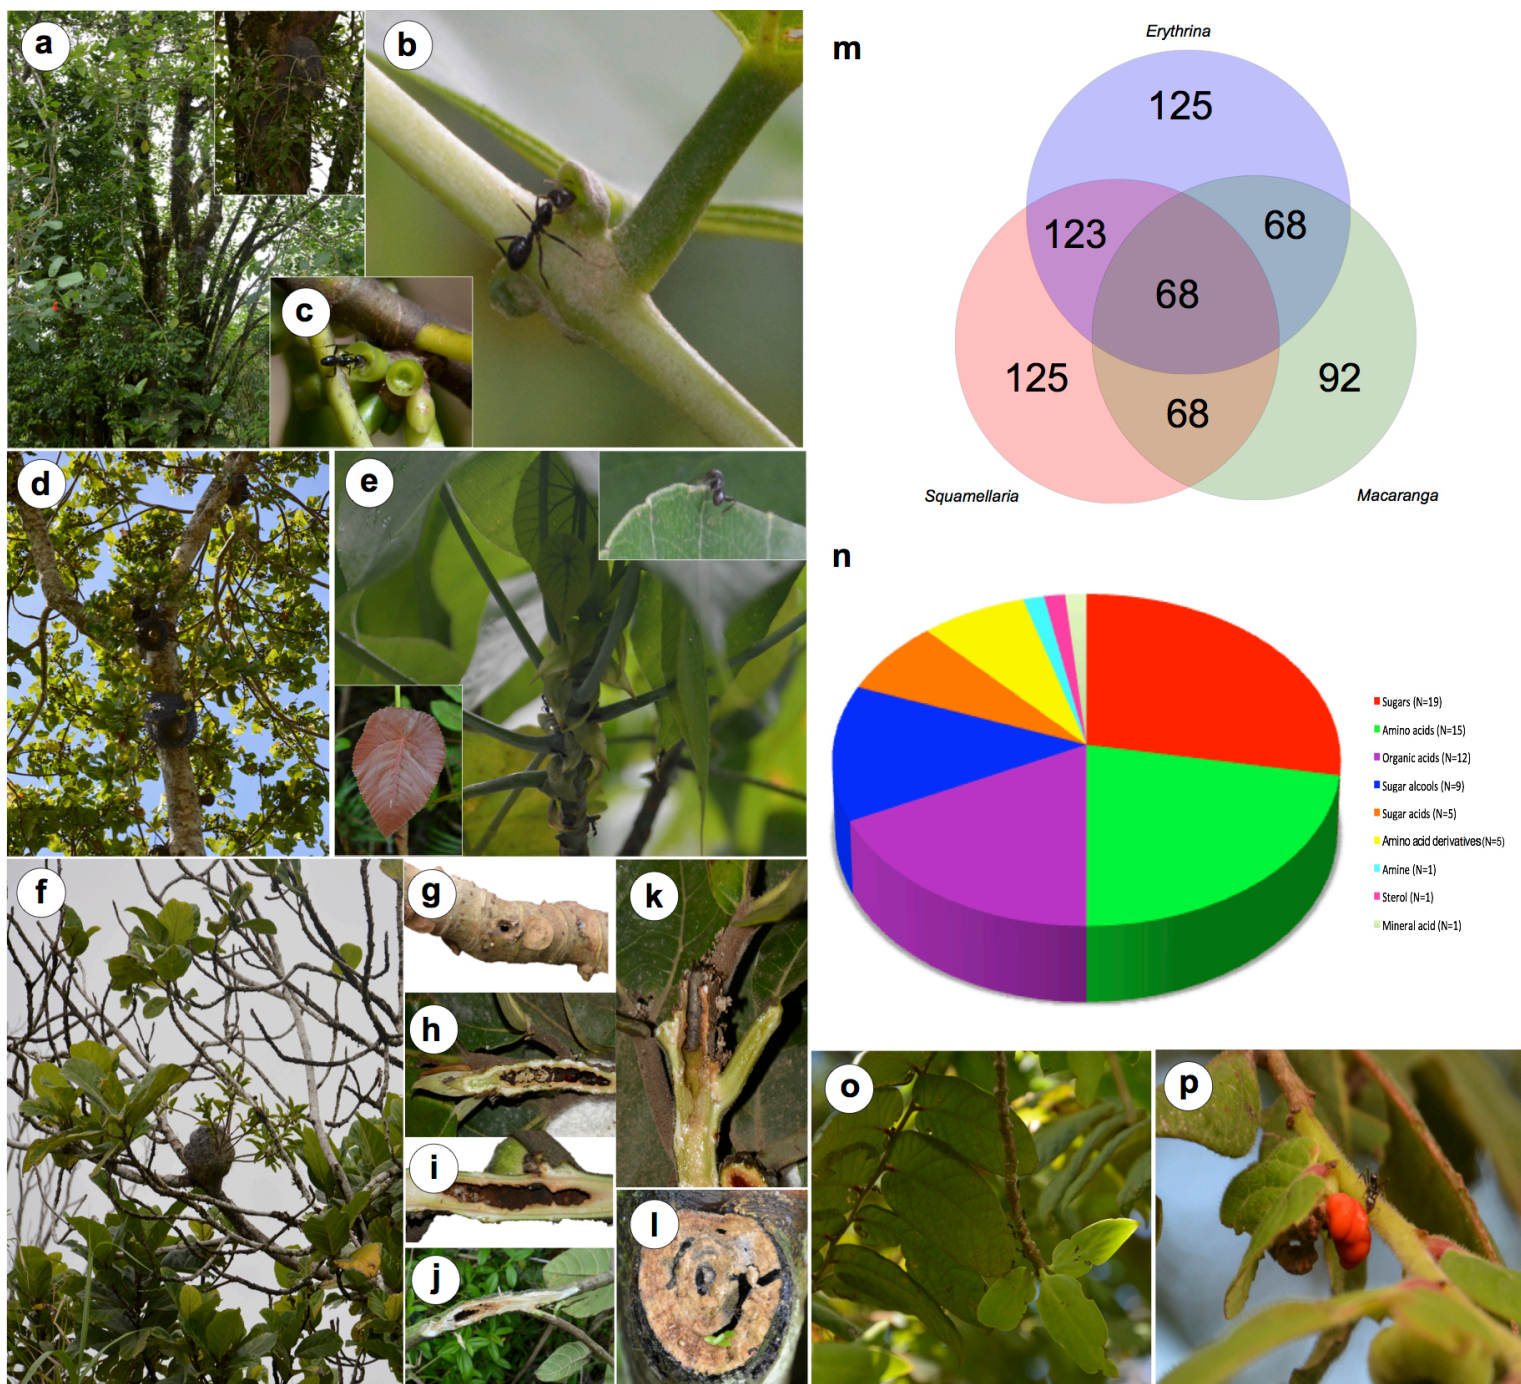 a
b
c
d
e
f
g
h
i
j
k
l
m
Erythrina
125
123
68
68
125
68
92
Squamellaria
Macaranga
n
Sugars (N=19)
Amino acids (N=15)
Organic acids (N=12)
Sugar alcools (N=9)
Sugar acids (N=5)
Amino acid derivatives (N=5)
Amine (N=1)
Sterol (N=1)
Mineral acid (N=1)
o
p